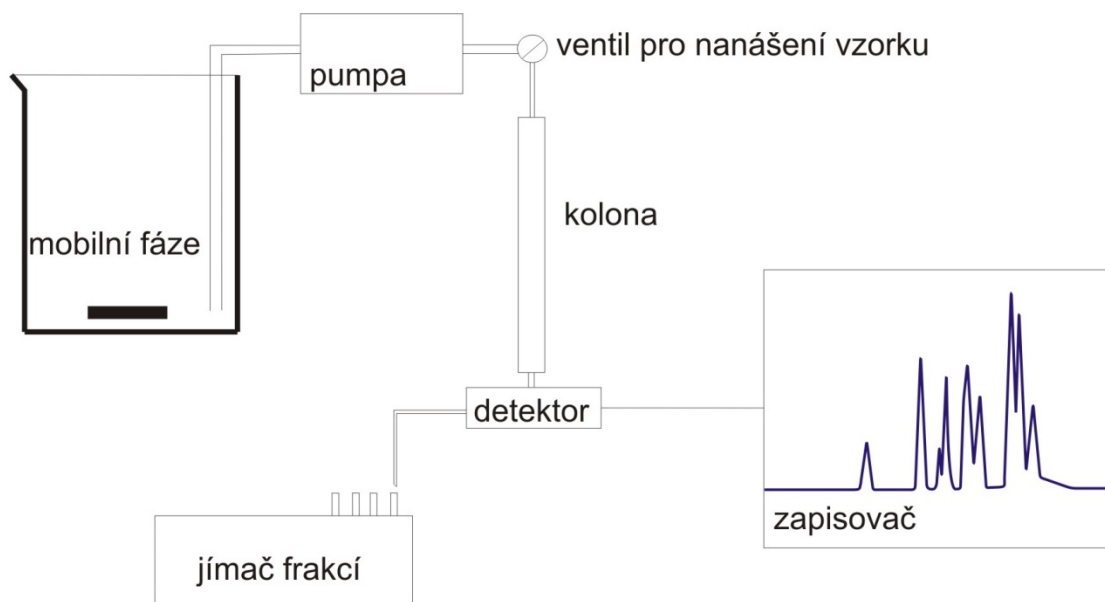 ventil pro nanášení vzorku
pumpa
kolona
mobilní fáze
detektor
zapisovač
jímač frakcí